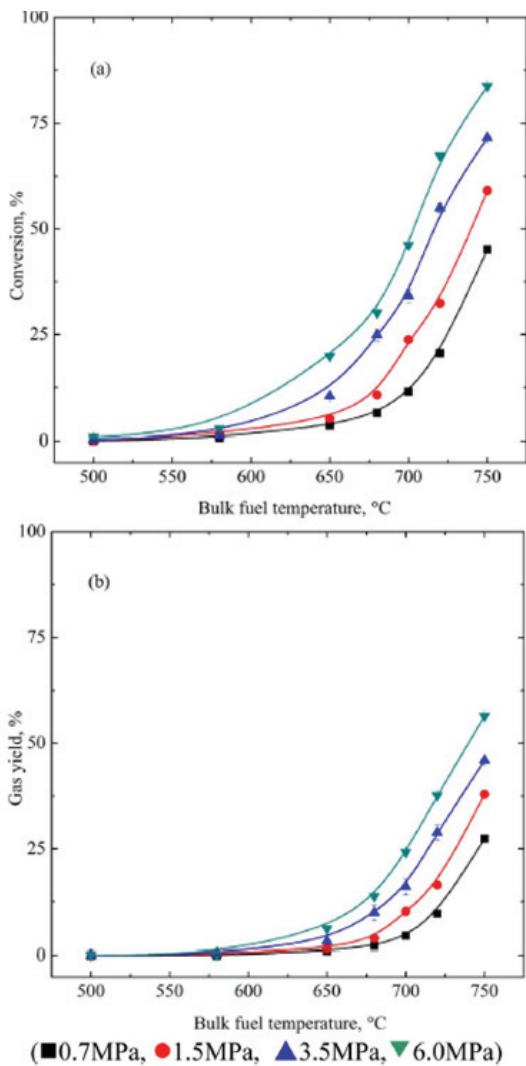 100
(a)
75
50
25
0
Conversion, %
500 550 600 650 700 750
Bulk fuel temperature, °C
100
(b)
75
50
25
0
Gas yield, %
500 550 600 650 700 750
Bulk fuel temperature, °C
(■0.7MPa, ●1.5MPa, ▲3.5MPa, ▼6.0MPa)